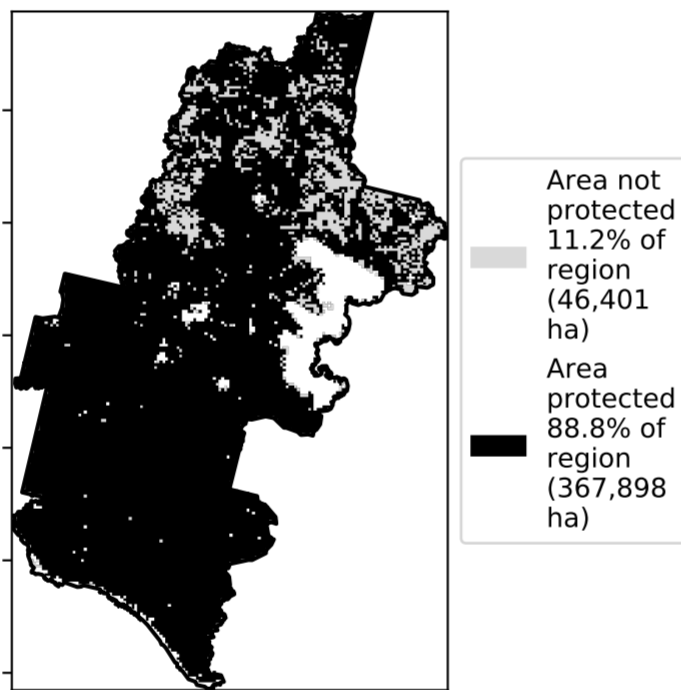 Area not
protected
11.2% of
region
(46,401
ha)
Area
protected
88.8% of
region
(367,898
ha)